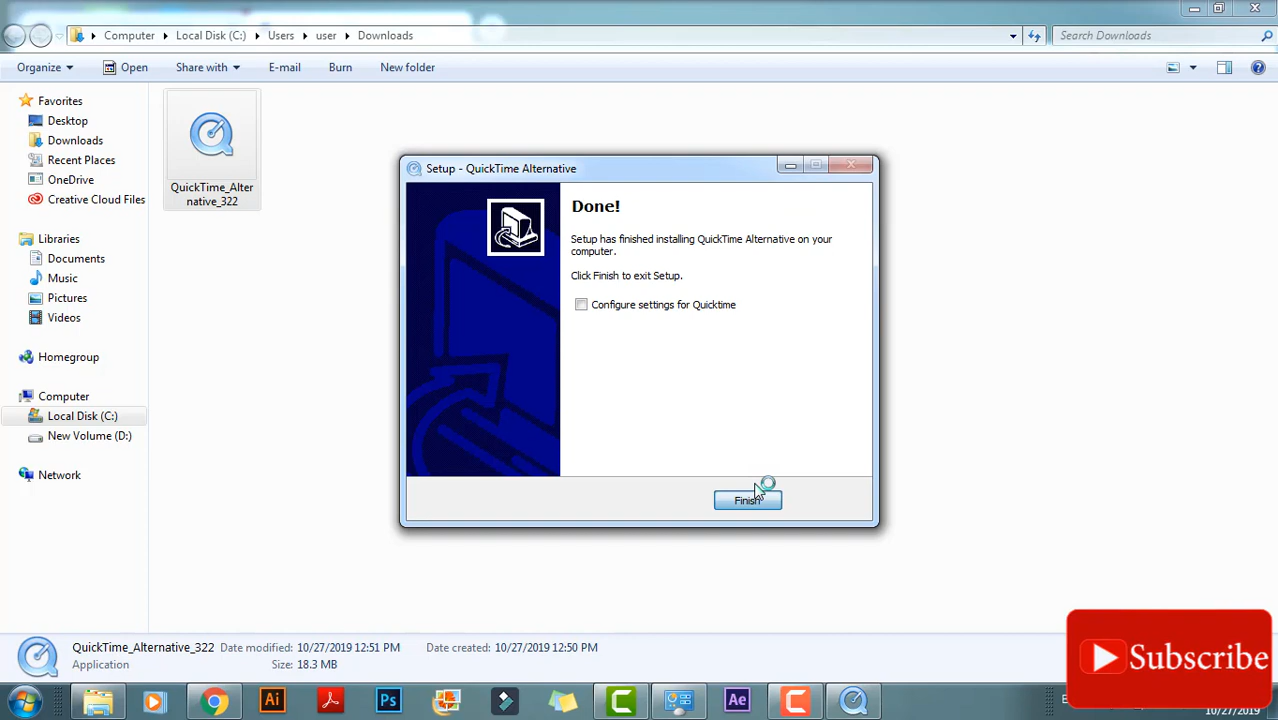 Computer Local Disk (C:) Users user Downloads
Search Downloads
Organize Open Share with E-mail Burn New folder
Favorites
Desktop
Downloads
Recent Places
OneDrive
Creative Cloud Files
Libraries
Documents
Music
Pictures
Videos
Homegroup
Computer
Local Disk (C:)
New Volume (D:)
Network
QuickTime_Alter
native_322
Setup - QuickTime Alternative
Done!
Setup has finished installing QuickTime Alternative on your
computer.
Click Finish to exit Setup.
Configure settings for Quicktime
Finish
QuickTime_Alternative_322 Date modified: 10/27/2019 12:51 PM Date created: 10/27/2019 12:50 PM
Application Size: 18.3 MB
Subscribe
Ai
Ps
Ae
10/27/2019